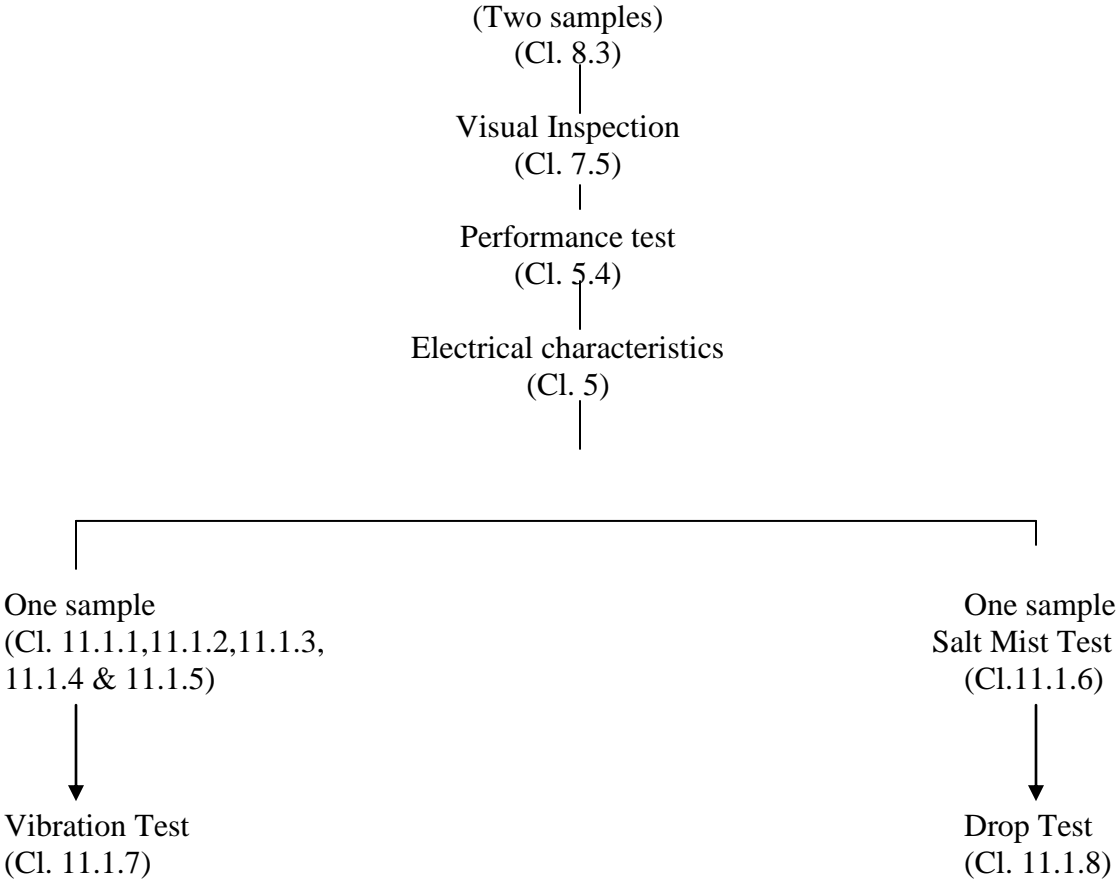 (Two samples)
(Cl. 8.3)
Visual Inspection
(Cl. 7.5)
Performance test
(Cl. 5.4)
Electrical characteristics
(Cl. 5)
One sample
(Cl. 11.1.1,11.1.2,11.1.3,
11.1.4 & 11.1.5)
Vibration Test
(Cl. 11.1.7)
One sample
Salt Mist Test
(Cl.11.1.6)
Drop Test
(Cl. 11.1.8)